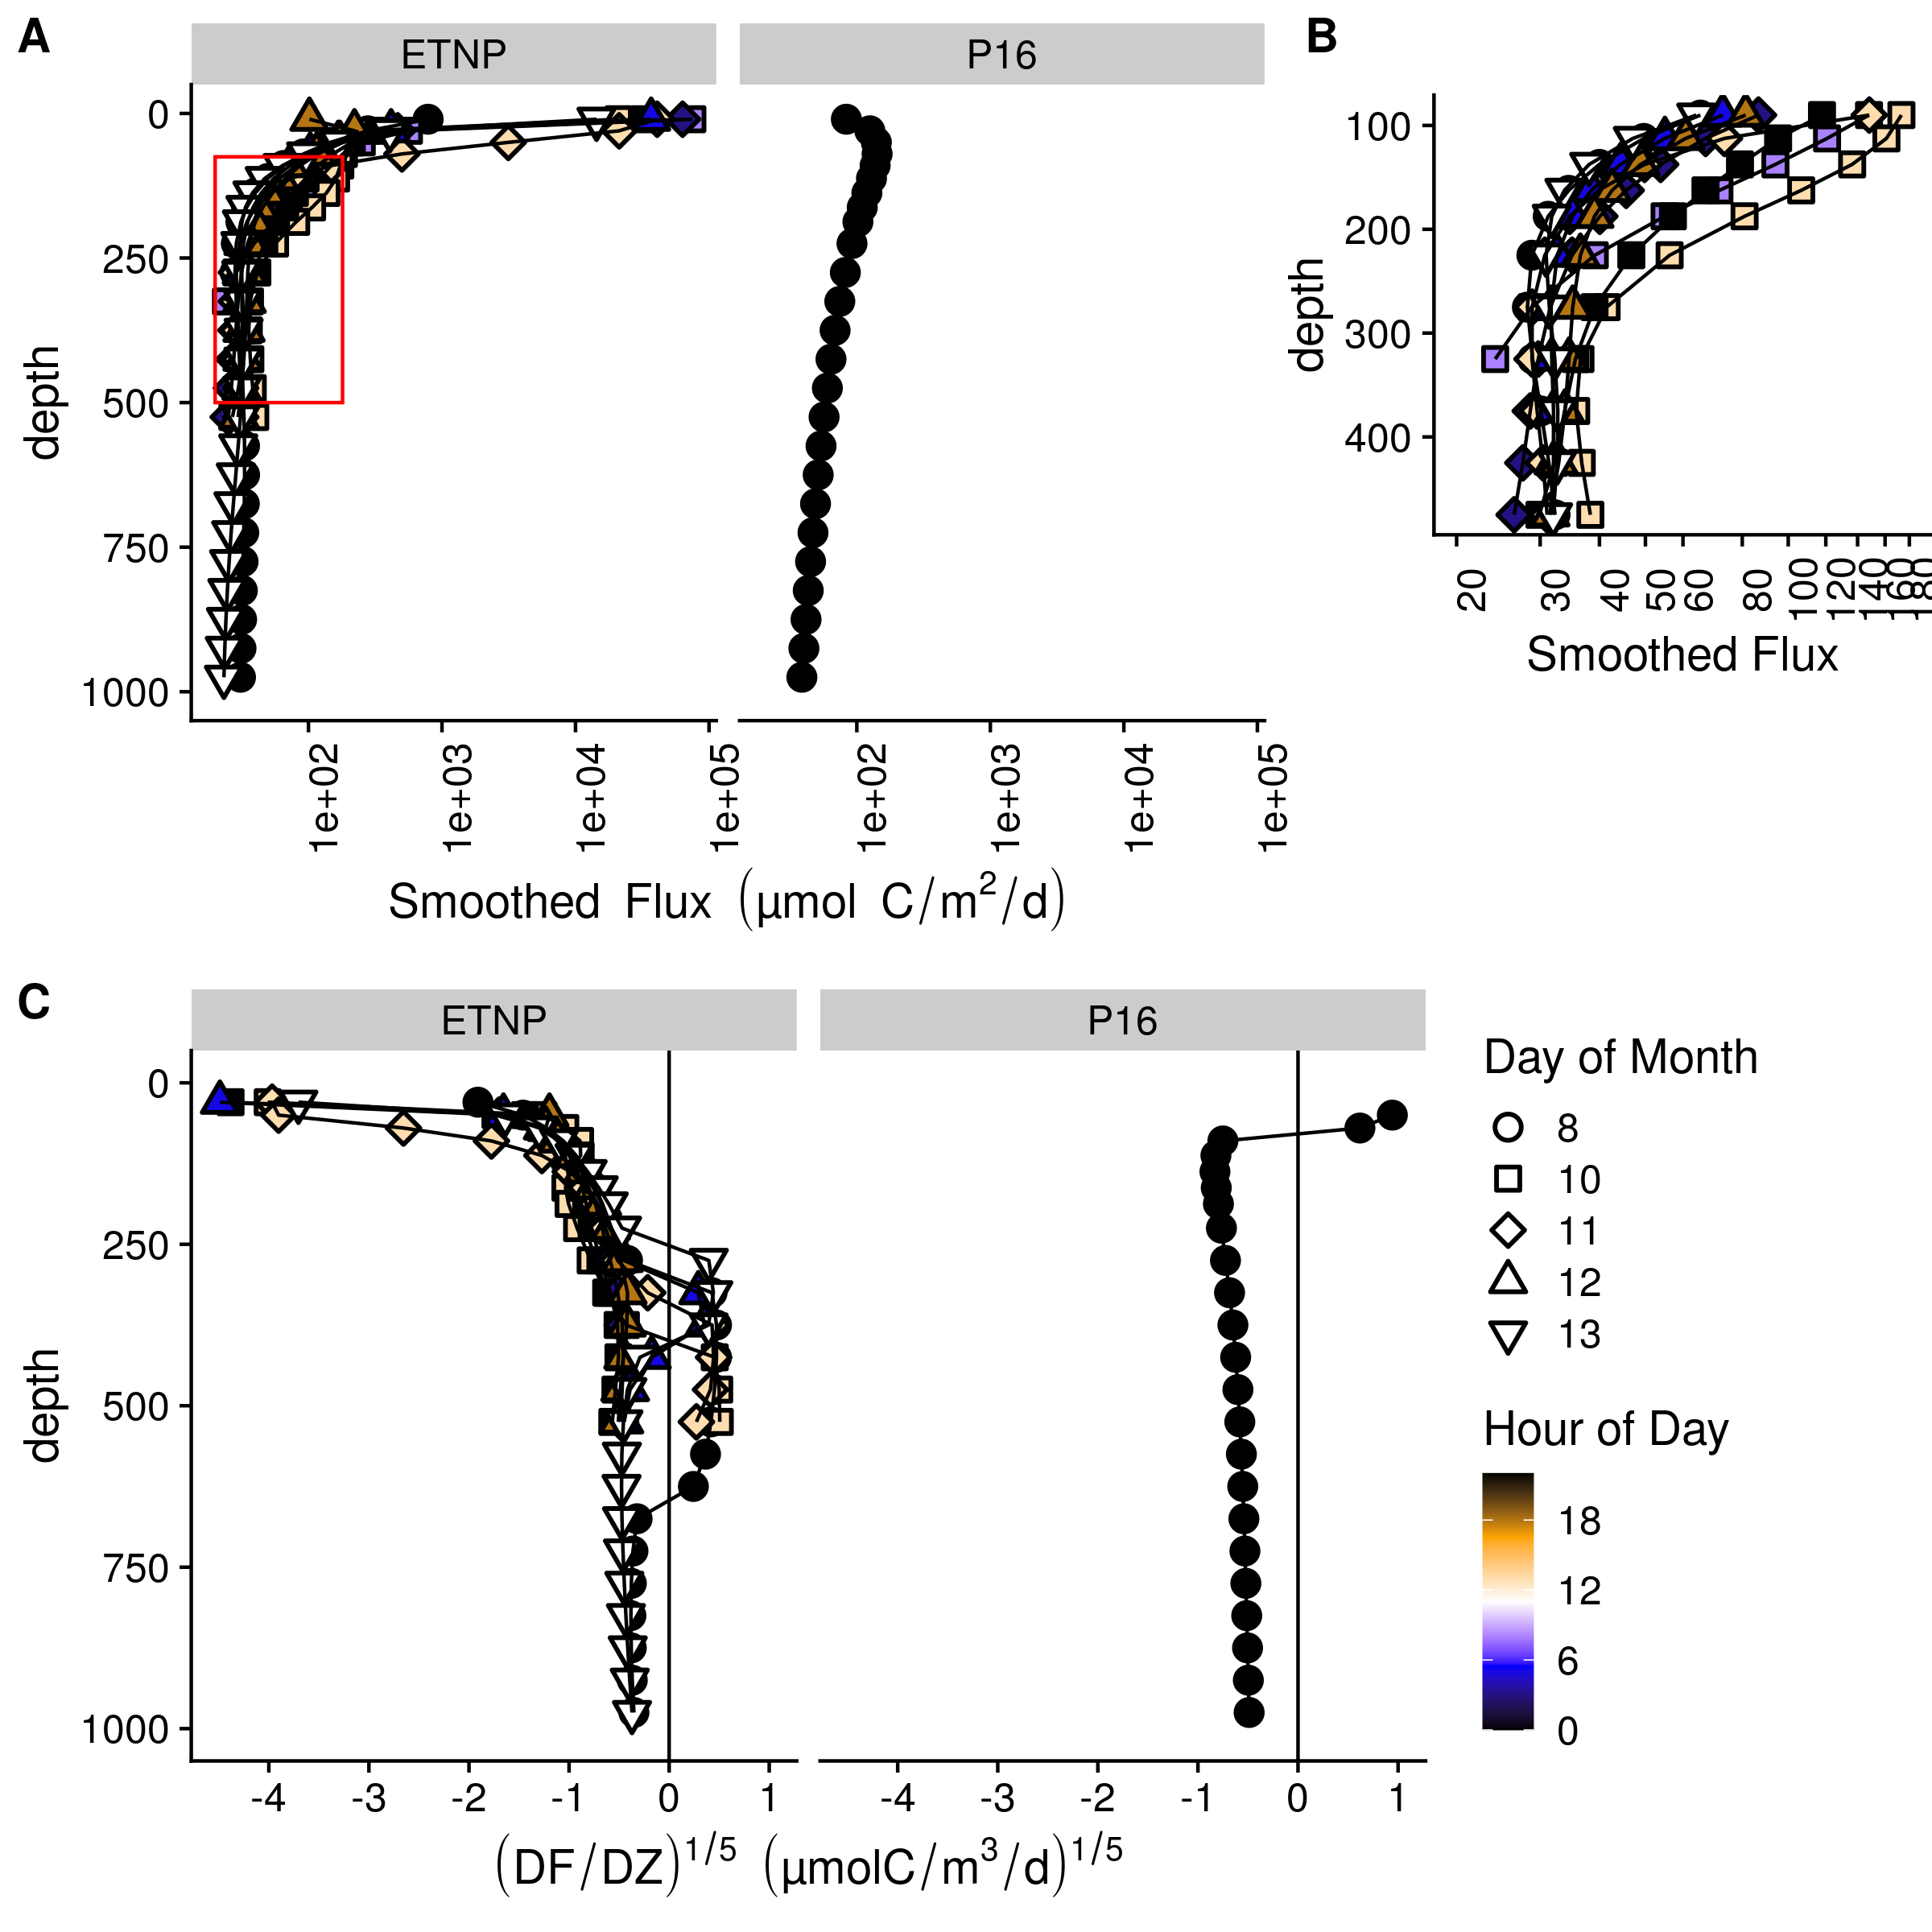 A
ETNP P16
0
250
500
750
1000
depth
1e+02 1e+03 1e+04 1e+05 1e+02 1e+03 1e+04 1e+05
Smoothed Flux (µmol C/m²/d)
B
100
200
300
400
depth
20 30 40 50 60 80 100 120 140 160 180
Smoothed Flux
C
ETNP P16
0
250
500
750
1000
depth
-4 -3 -2 -1 0 1 -4 -3 -2 -1 0 1
(DF/DZ)^1/5 (µmolC/m³/d)^1/5
Day of Month
8
10
11
12
13
Hour of Day
18
12
6
0